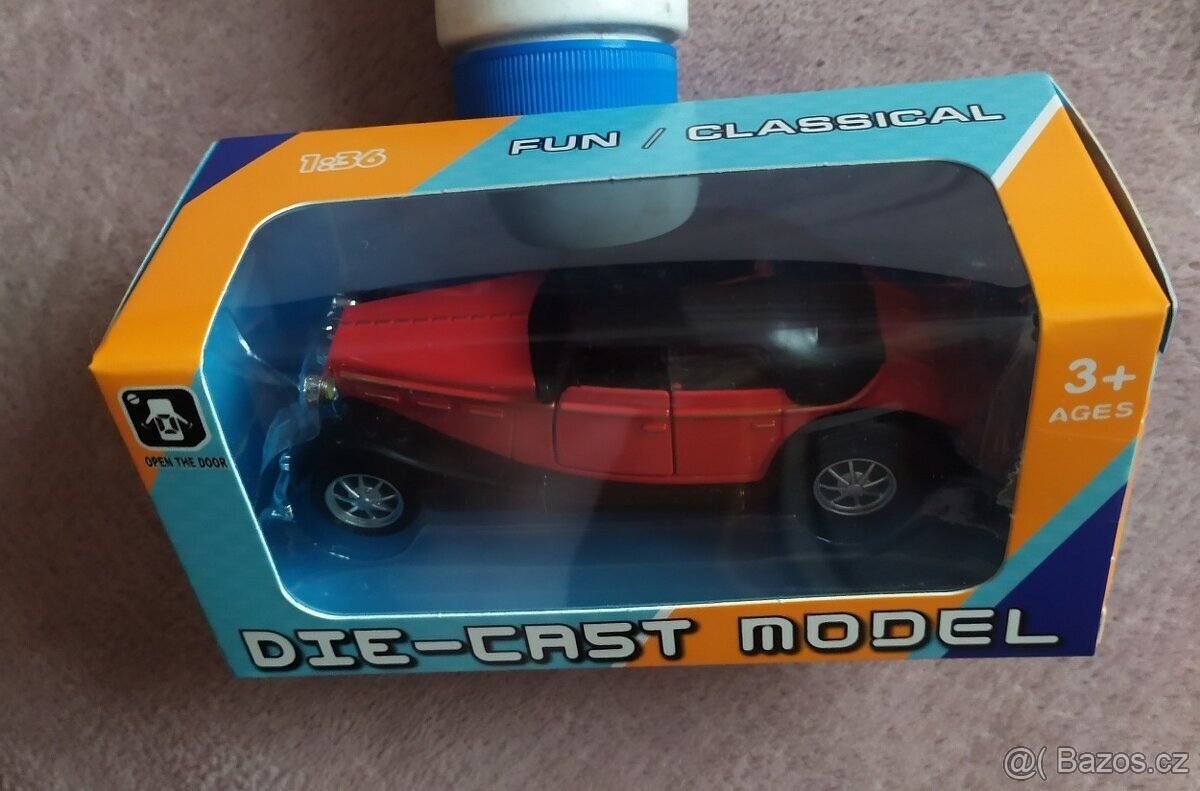 1:36
FUN / CLASSICAL
3+
AGES
OPEN THE DOOR
DIE-CAST MODEL
@( Bazos.cz